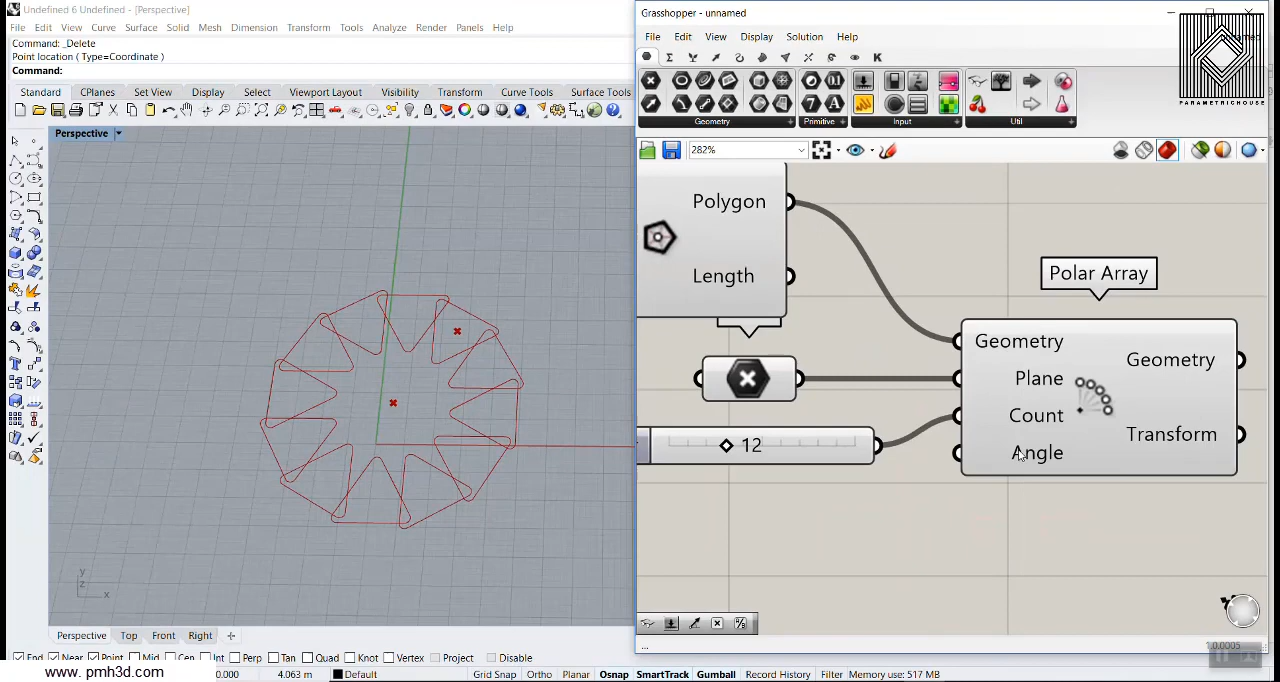 Undefined 6 Undefined - [Perspective]
File Edit View Curve Surface Solid Mesh Dimension Transform Tools Analyze Render Panels Help
Command: _Delete
Point location ( Type=Coordinate )
Command:
Standard CPlanes Set View Display Select Viewport Layout Visibility Transform Curve Tools Surface Tools
Perspective
y
z
x
Perspective Top Front Right
End Near Point Mid Cen Int Perp Tan Quad Knot Vertex Project Disable
www. pmh3d.com
0.000 4.063 m Default Grid Snap Ortho Planar Osnap SmartTrack Gumball Record History Filter Memory use: 517 MB
Grasshopper - unnamed
File Edit View Display Solution Help
PARAMETRICHOUSE
Geometry Primitive Input Util
282%
Polygon
Length
Polar Array
Geometry
Plane
Count
Angle
Geometry
Transform
12
...
1.0.0005